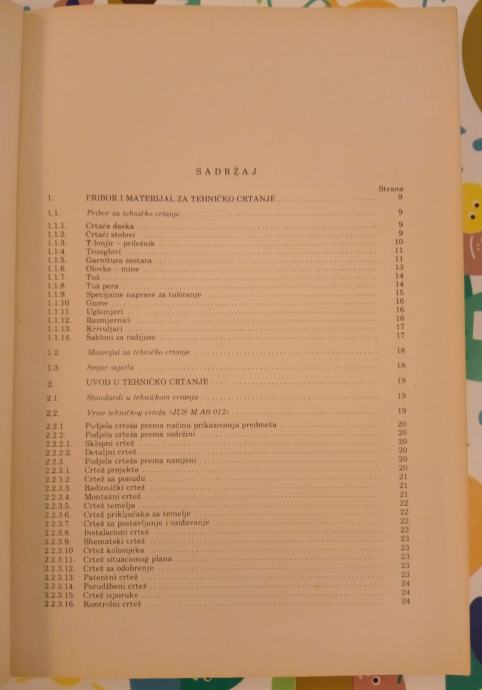 SADRŽAJ
Strana
1. PRIBOR I MATERIJAL ZA TEHNIČKO CRTANJE 9
1.1. Pribor za tehničko crtanje 9
1.1.1. Crtaća daska 9
1.1.2. Crtaći stolovi 9
1.1.3. T-lenjir – priložnik 10
1.1.4. Trouglovi 11
1.1.5. Garnitura šestara 11
1.1.6 Olovke – mine 13
1.1.7. Tuš 14
1.1.8. Tuš pera 14
1.1.9. Specijalne naprave za tuširanje 15
1.1.10 Gume 16
1.1.11. Uglomjeri 16
1.1.12. Razmjernici 16
1.1.13. Krivuljari 17
1.1.14. Šabloni za radijuse 17
1.2. Materijal za tehničko crtanje 18
1.3. Smjer svjetla 18
2. UVOD U TEHNIČKO CRTANJE 19
2.1. Standardi u tehničkom crtanju 19
2.2. Vrste tehničkog crteža (JUS M.A0.012) 19
2.2.1 Podjela crteža prema načinu prikazivanja predmeta 20
2.2.2. Podjela crteža prema sadržini 20
2.2.2.1. Sklopni crtež 20
2.2.2.2. Detaljni crtež 20
2.2.3. Podjela crteža prema namjeni 20
2.2.3.1. Crtež projekta 20
2.2.3.2. Crtež za ponudu 21
2.2.3.3. Radionički crtež 21
2.2.3.4. Montažni crtež 21
2.2.3.5. Crtež temelja 22
2.2.3.6. Crtež priključaka za temelje 22
2.2.3.7. Crtež za postavljanje i oziđavanje 22
2.2.3.8. Instalacioni crtež 23
2.2.3.9. Shematski crtež 23
2.2.3.10 Crtež kolosijeka 23
2.2.3.11. Crtež situacionog plana 23
2.2.3.12. Crtež za odobrenje 23
2.2.3.13. Patentni crtež 23
2.2.3.14. Porudžbeni crtež 24
2.2.3.15. Crtež isporuke 24
2.2.3.16. Kontrolni crtež 24